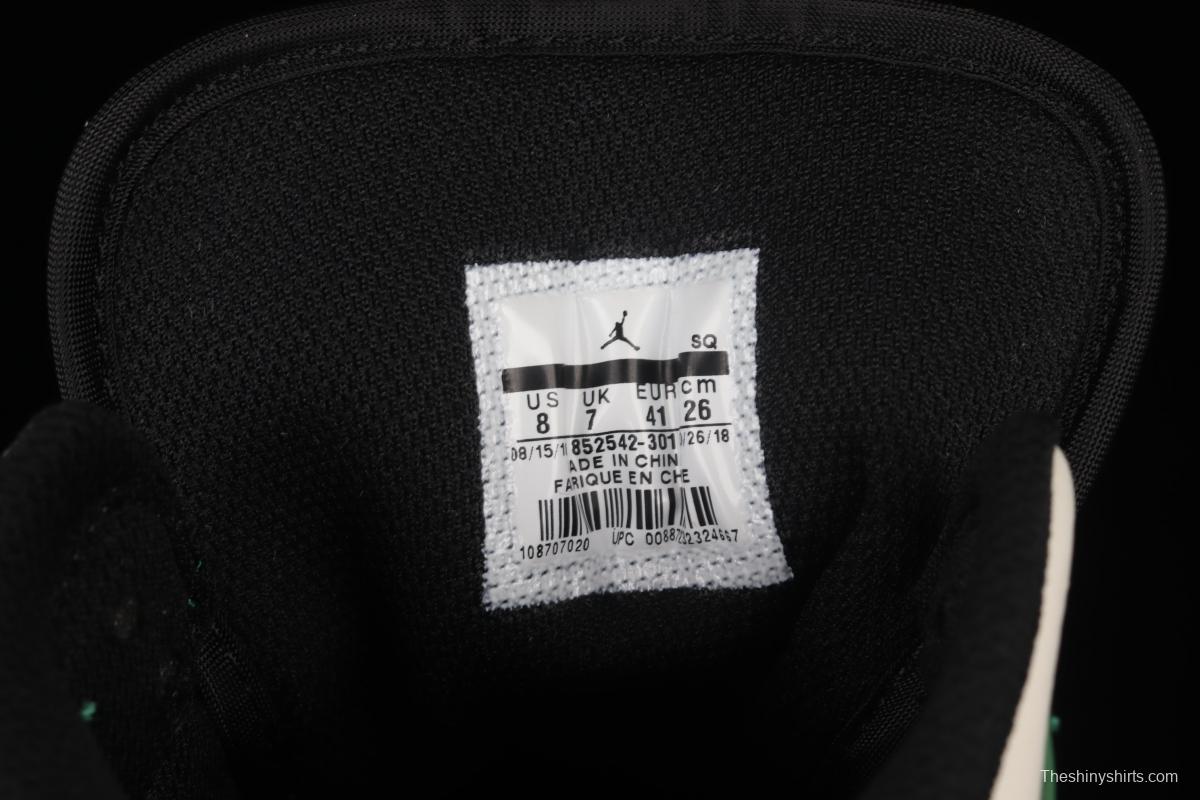 SQ
US UK EUR cm
8 7 41 26
08/15/1 852542-301 /26/18
ADE IN CHIN
FARIQUE EN CHE
108707020 UPC
Theshinyshirts.com